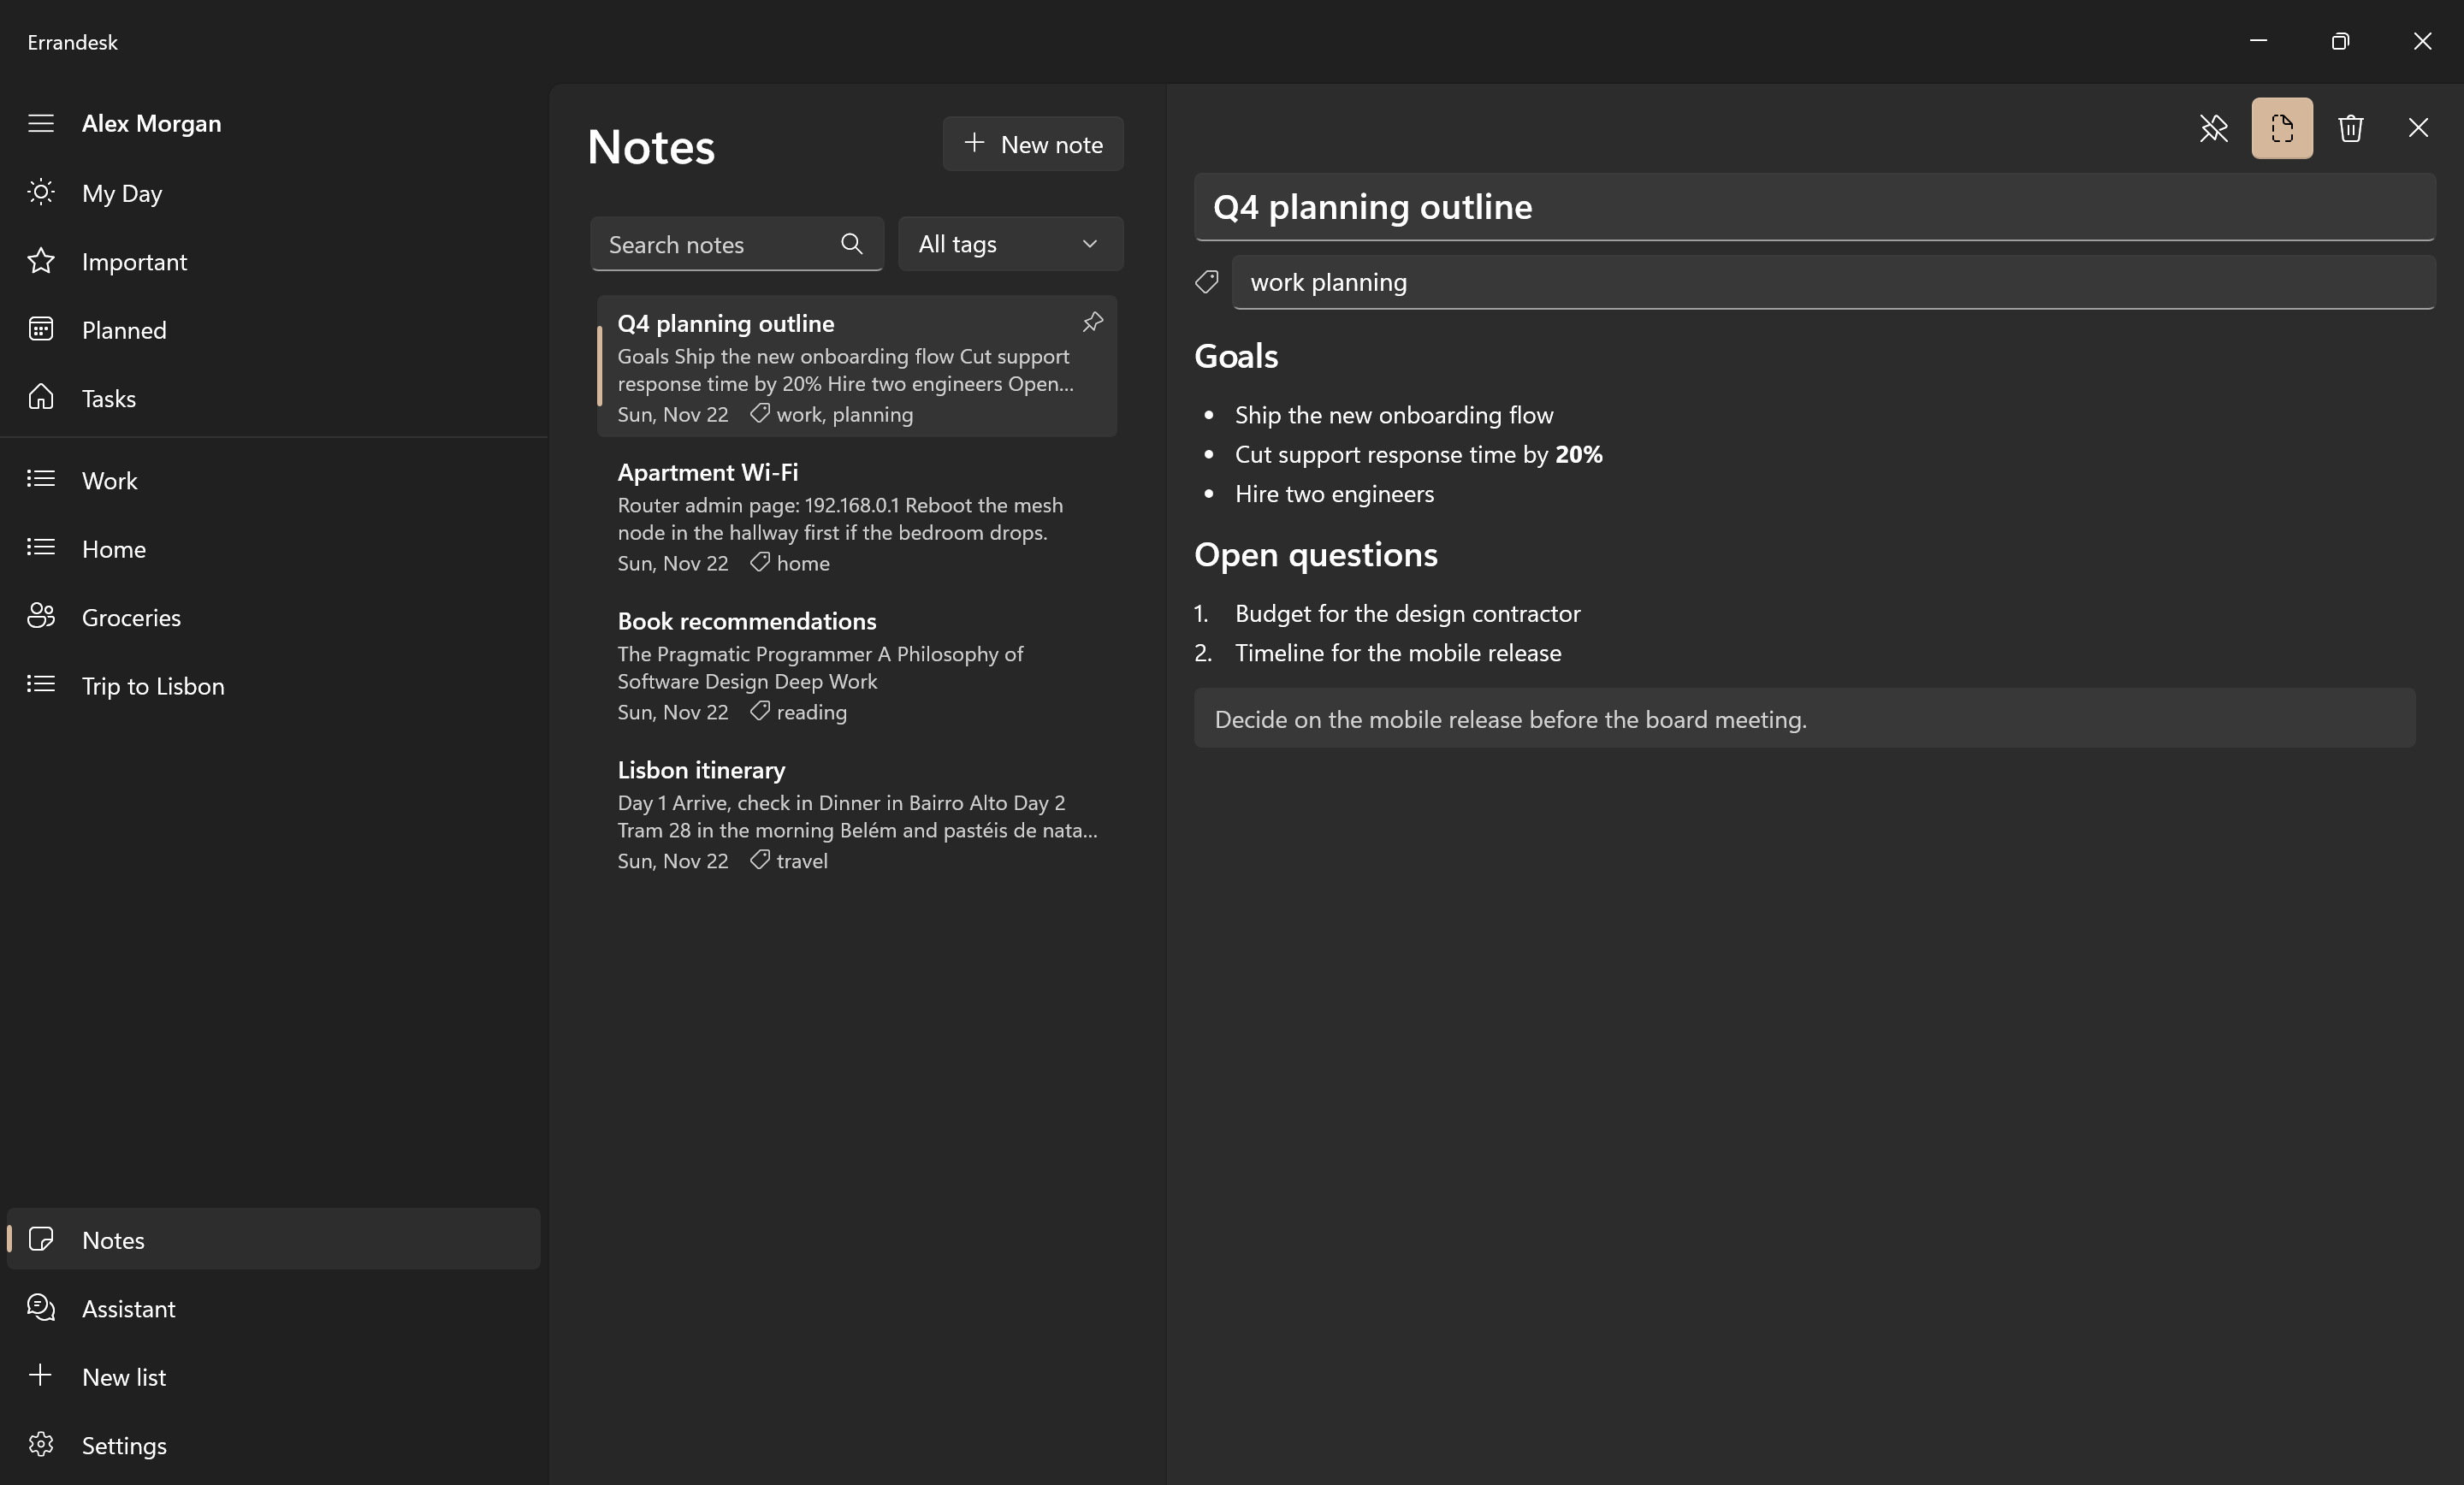 Errandesk
Alex Morgan
My Day
Important
Planned
Tasks
Work
Home
Groceries
Trip to Lisbon
Notes
Assistant
New list
Settings
Notes
New note
Search notes
All tags
Q4 planning outline
Goals Ship the new onboarding flow Cut support
response time by 20% Hire two engineers Open...
Sun, Nov 22 work, planning
Apartment Wi-Fi
Router admin page: 192.168.0.1 Reboot the mesh
node in the hallway first if the bedroom drops.
Sun, Nov 22 home
Book recommendations
The Pragmatic Programmer A Philosophy of
Software Design Deep Work
Sun, Nov 22 reading
Lisbon itinerary
Day 1 Arrive, check in Dinner in Bairro Alto Day 2
Tram 28 in the morning Belém and pastéis de nata...
Sun, Nov 22 travel
Q4 planning outline
work planning
Goals
• Ship the new onboarding flow
• Cut support response time by 20%
• Hire two engineers
Open questions
1. Budget for the design contractor
2. Timeline for the mobile release
Decide on the mobile release before the board meeting.